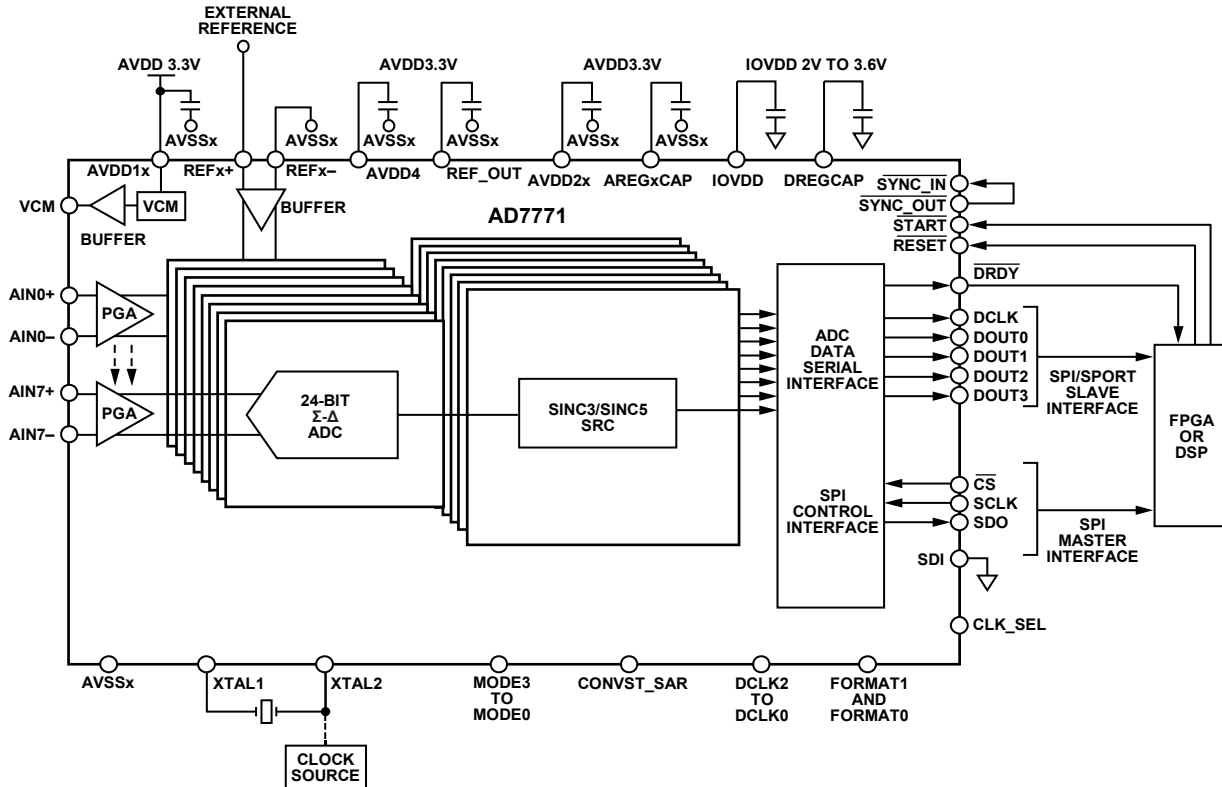 EXTERNAL
REFERENCE
AVDD 3.3V
AVDD3.3V
AVDD3.3V
IOVDD 2V TO 3.6V
AVSSx
AVSSx
AVSSx
AVSSx
AVSSx
AVSSx
AVDD1x
REFx+
REFx–
AVDD4
REF_OUT
AVDD2x
AREGxCAP
IOVDD
DREGCAP
SYNC_IN
SYNC_OUT
START
RESET
VCM
VCM
BUFFER
BUFFER
AD7771
AIN0+
AIN0–
PGA
AIN7+
AIN7–
PGA
24-BIT
Σ-Δ
ADC
SINC3/SINC5
SRC
ADC
DATA
SERIAL
INTERFACE
SPI
CONTROL
INTERFACE
DRDY
DCLK
DOUT0
DOUT1
DOUT2
DOUT3
SPI/SPORT
SLAVE
INTERFACE
FPGA
OR
DSP
CS
SCLK
SDO
SPI
MASTER
INTERFACE
SDI
CLK_SEL
AVSSx
XTAL1
XTAL2
MODE3
TO
MODE0
CONVST_SAR
DCLK2
TO
DCLK0
FORMAT1
AND
FORMAT0
CLOCK
SOURCE